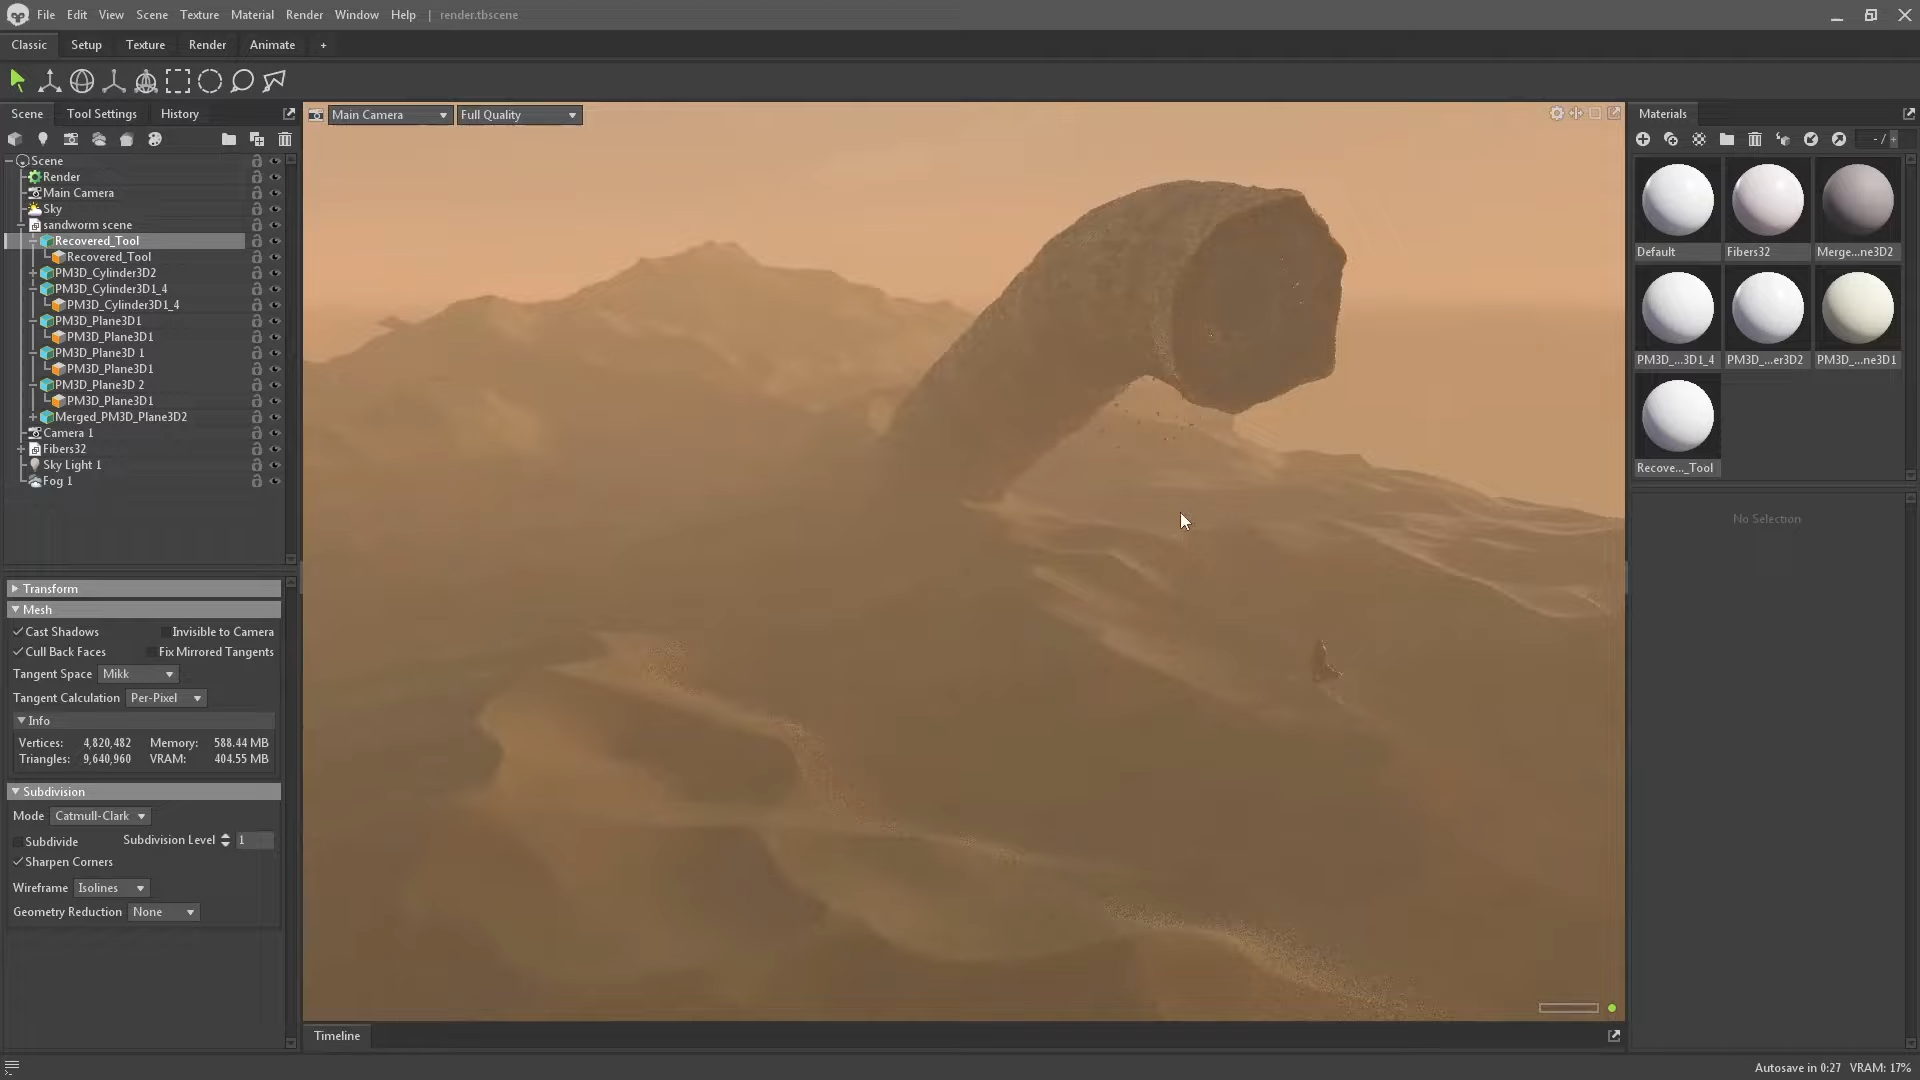 File Edit View Scene Texture Material Render Window Help | render.tbscene
Classic Setup Texture Render Animate +
Scene Tool Settings History
Main Camera Full Quality
Materials
- / +
Scene
Render
Main Camera
Sky
sandworm scene
Recovered_Tool
Recovered_Tool
PM3D_Cylinder3D2
PM3D_Cylinder3D1_4
PM3D_Cylinder3D1_4
PM3D_Plane3D1
PM3D_Plane3D1
PM3D_Plane3D 1
PM3D_Plane3D1
PM3D_Plane3D 2
PM3D_Plane3D1
Merged_PM3D_Plane3D2
Camera 1
Fibers32
Sky Light 1
Fog 1
Default Fibers32 Merge...ne3D2
PM3D_...3D1_4 PM3D_...er3D2 PM3D_...ne3D1
Recove..._Tool
No Selection
Transform
Mesh
Cast Shadows Invisible to Camera
Cull Back Faces Fix Mirrored Tangents
Tangent Space Mikk
Tangent Calculation Per-Pixel
Info
Vertices: 4,820,482 Memory: 588.44 MB
Triangles: 9,640,960 VRAM: 404.55 MB
Subdivision
Mode Catmull-Clark
Subdivide Subdivision Level 1
Sharpen Corners
Wireframe Isolines
Geometry Reduction None
Timeline
Autosave in 0:27 VRAM: 17%